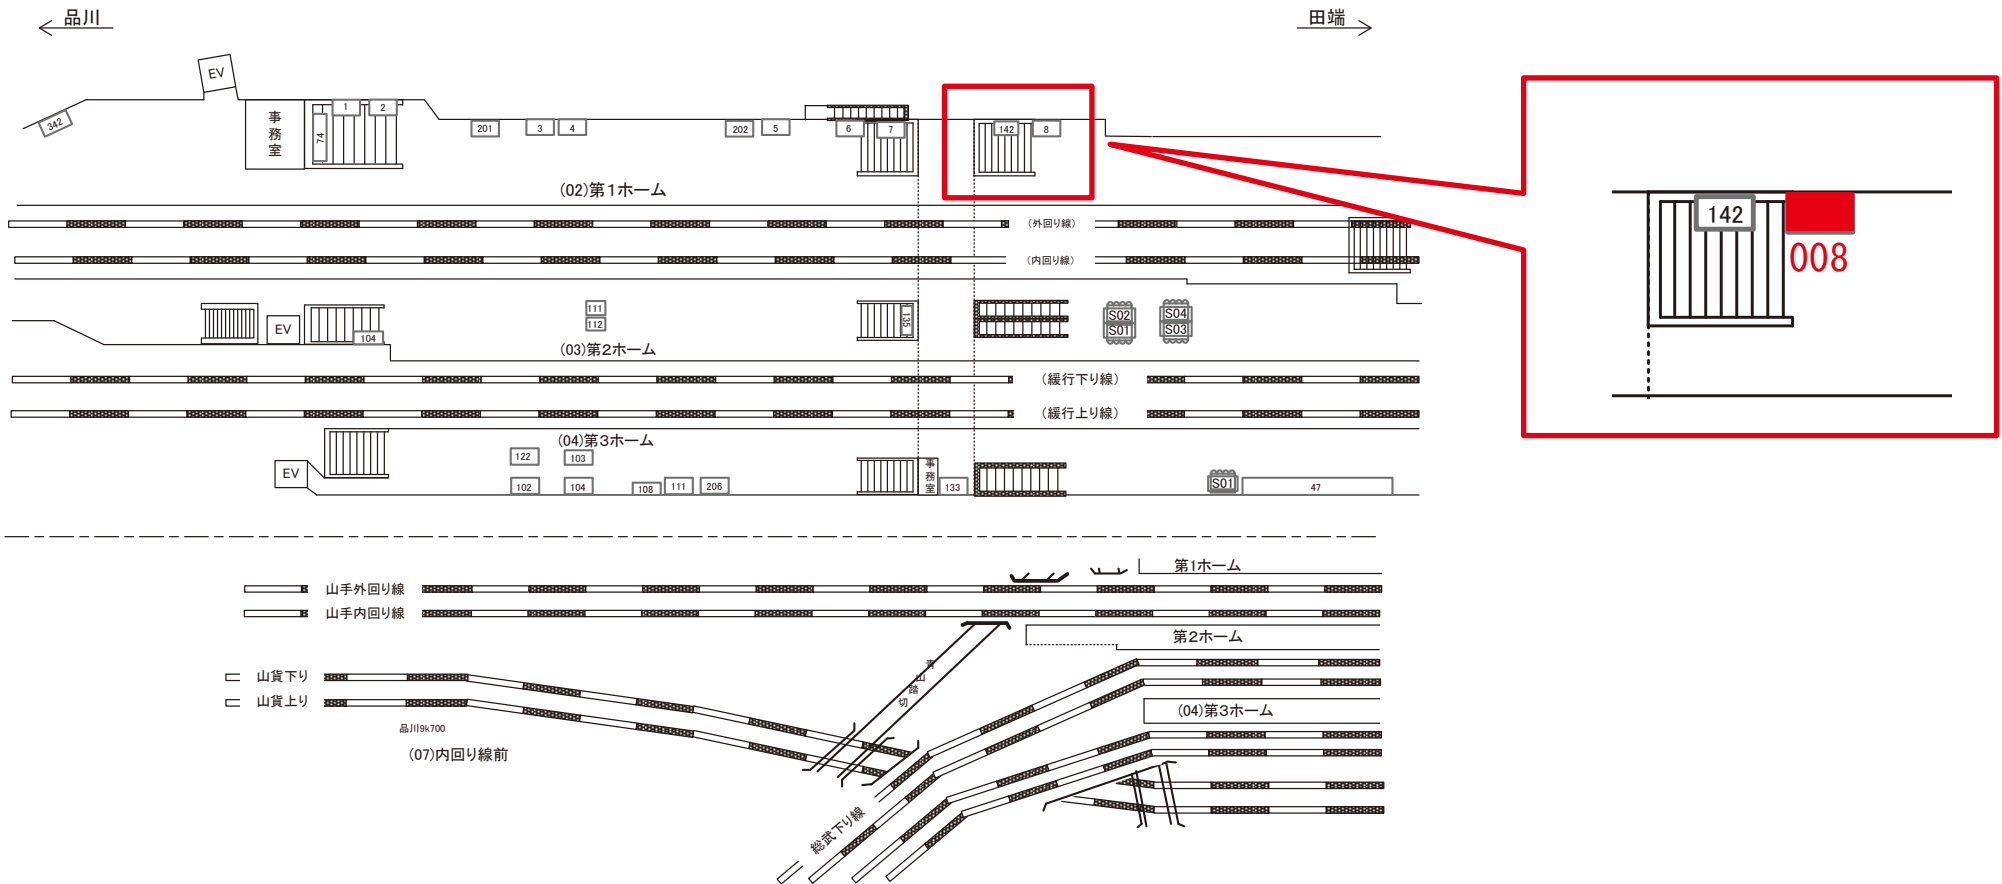 品川
田端
EV
342
事務室
74
1
2
201
3
4
202
5
6
7
142
8
(02)第1ホーム
(外回り線)
(内回り線)
142
008
EV
104
111
112
135
S02
S01
S04
S03
(03)第2ホーム
(緩行下り線)
(緩行上り線)
(04)第3ホーム
EV
122
103
102
104
108
111
206
事務室
133
S01
47
第1ホーム
山手外回り線
山手内回り線
第2ホーム
青山踏切
山貨下り
山貨上り
(04)第3ホーム
品川9k700
(07)内回り線前
総武下り線